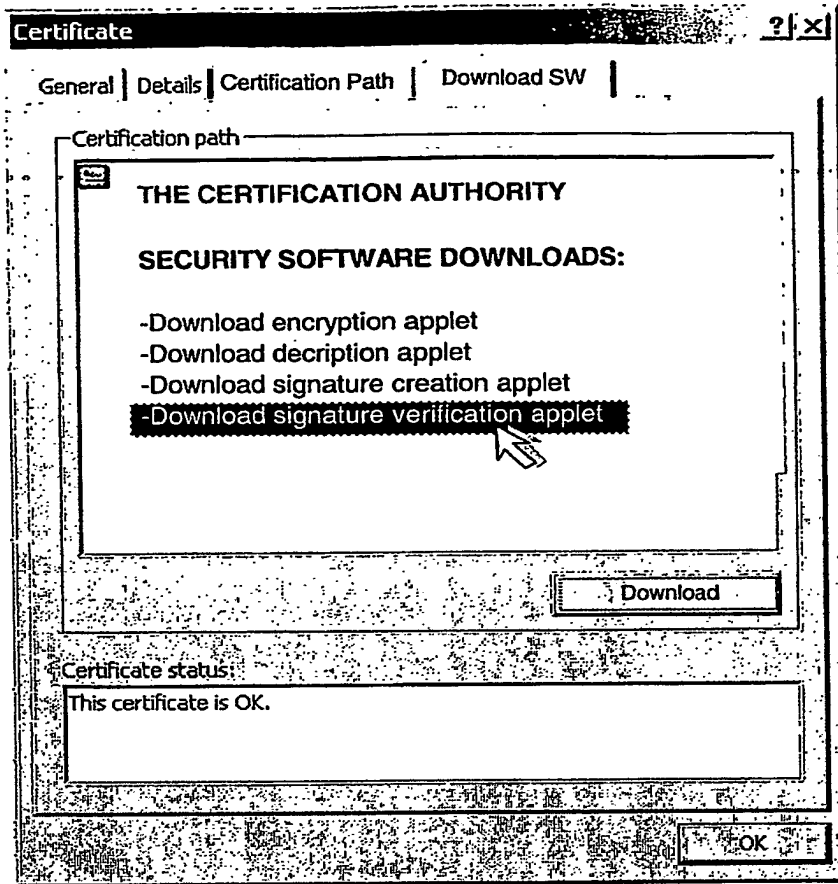 Certificate ? x
General Details Certification Path Download SW
Certification path
THE CERTIFICATION AUTHORITY
SECURITY SOFTWARE DOWNLOADS:
-Download encryption applet
-Download decription applet
-Download signature creation applet
-Download signature verification applet
Download
Certificate status:
This certificate is OK.
OK